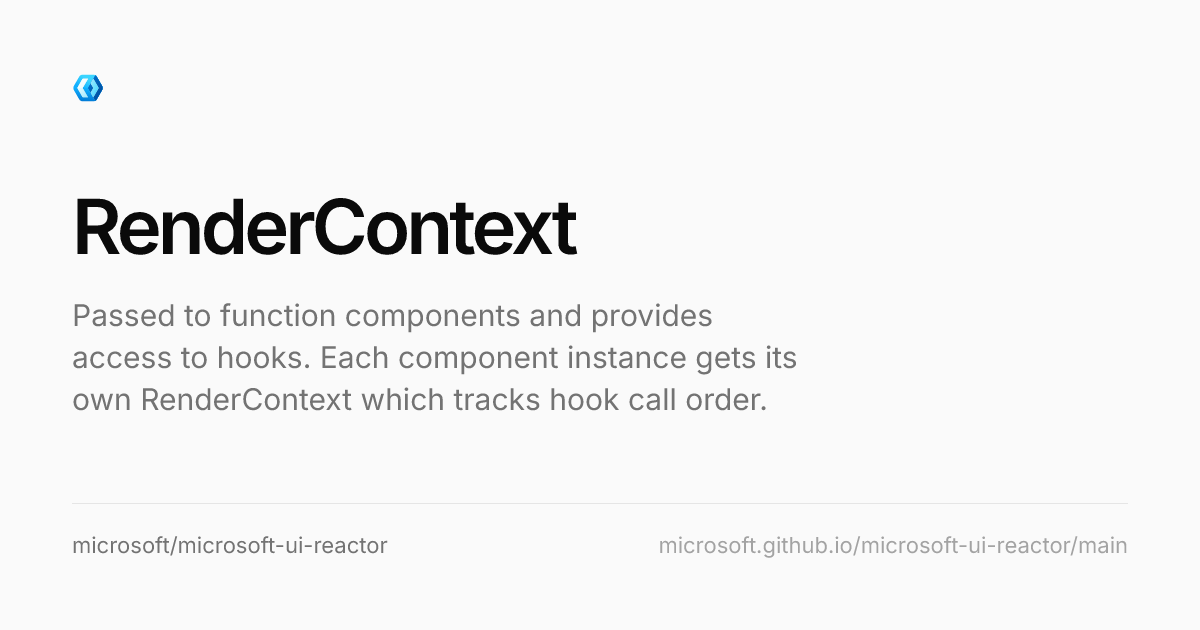 RenderContext
Passed to function components and provides
access to hooks. Each component instance gets its
own RenderContext which tracks hook call order.
microsoft/microsoft-ui-reactor
microsoft.github.io/microsoft-ui-reactor/main